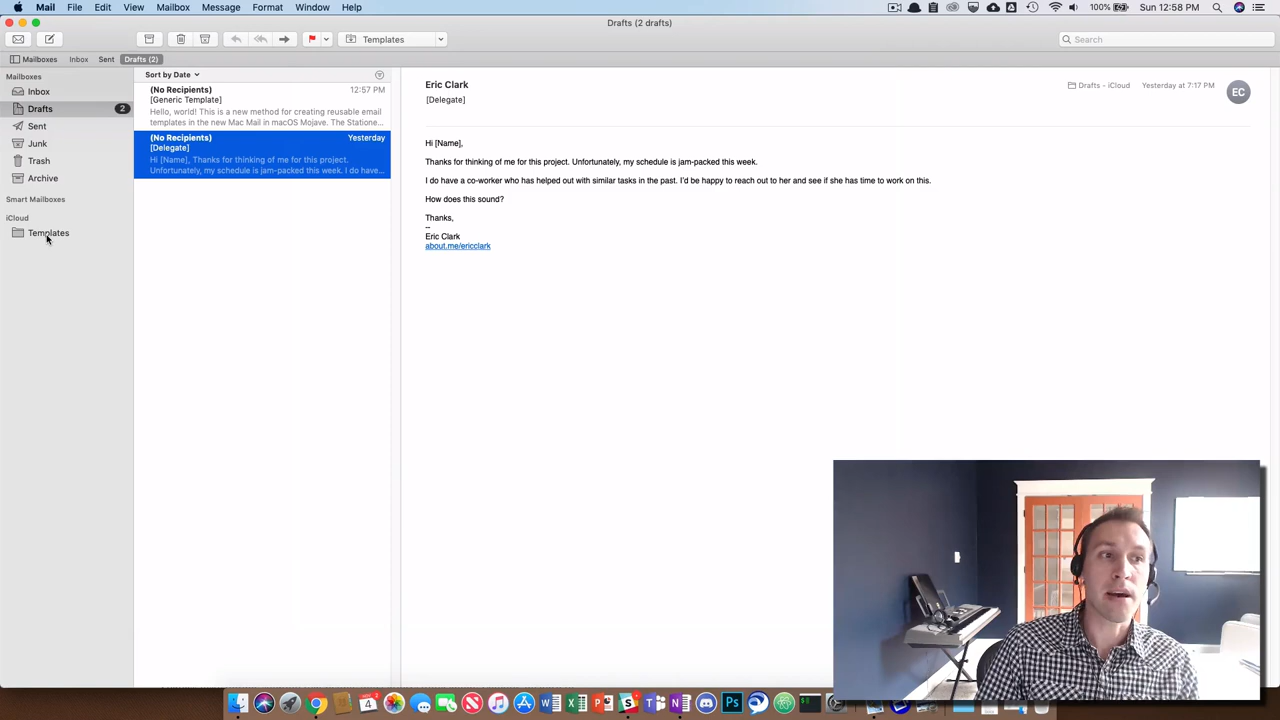 Mail File Edit View Mailbox Message Format Window Help 100% Sun 12:58 PM
Drafts (2 drafts)
Templates Search
Mailboxes Inbox Sent Drafts (2)
Mailboxes
Inbox
Drafts 2
Sent
Junk
Trash
Archive
Smart Mailboxes
iCloud
Templates
Sort by Date
(No Recipients) 12:57 PM
[Generic Template]
Hello, world! This is a new method for creating reusable email
templates in the new Mac Mail in macOS Mojave. The Statione...
(No Recipients) Yesterday
[Delegate]
Hi [Name], Thanks for thinking of me for this project.
Unfortunately, my schedule is jam-packed this week. I do have...
Eric Clark Drafts - iCloud Yesterday at 7:17 PM EC
[Delegate]
Hi [Name],
Thanks for thinking of me for this project. Unfortunately, my schedule is jam-packed this week.
I do have a co-worker who has helped out with similar tasks in the past. I'd be happy to reach out to her and see if she has time to work on this.
How does this sound?
Thanks,
--
Eric Clark
about.me/ericclark